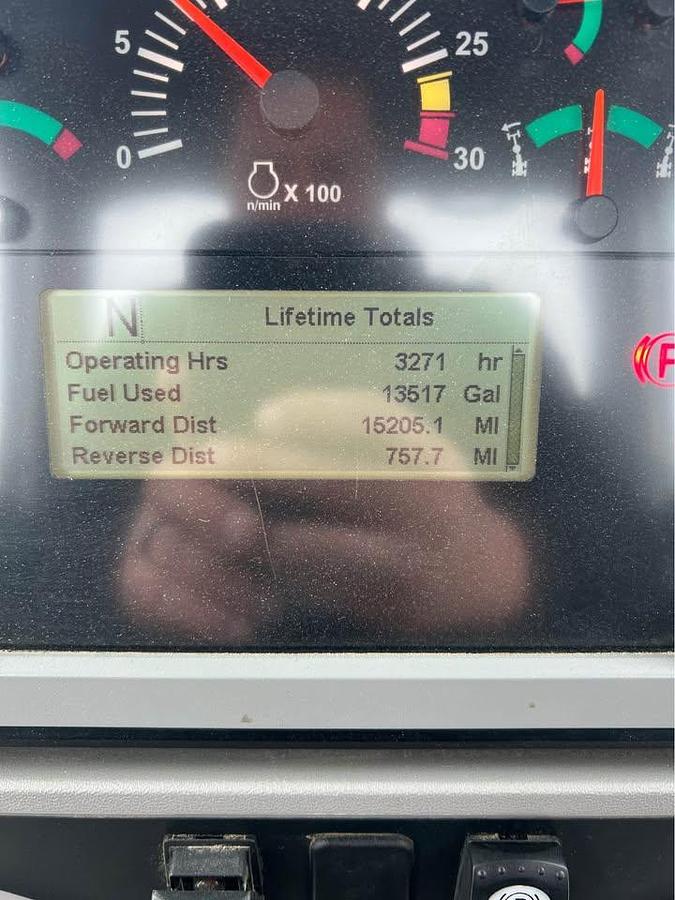 5
25
0
30
n/min X 100
N Lifetime Totals
Operating Hrs 3271 hr
Fuel Used 13517 Gal
Forward Dist 15205.1 MI
Reverse Dist 757.7 MI
P